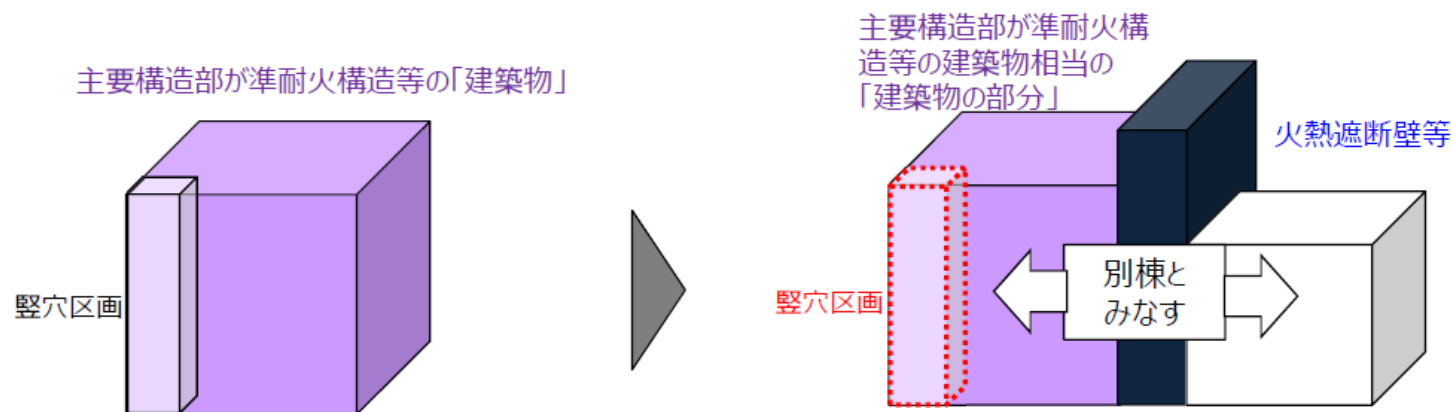 主要構造部が準耐火構造等の「建築物」
竪穴区画
主要構造部が準耐火構
造等の建築物相当の
「建築物の部分」
火熱遮断壁等
竪穴区画
別棟と
みなす